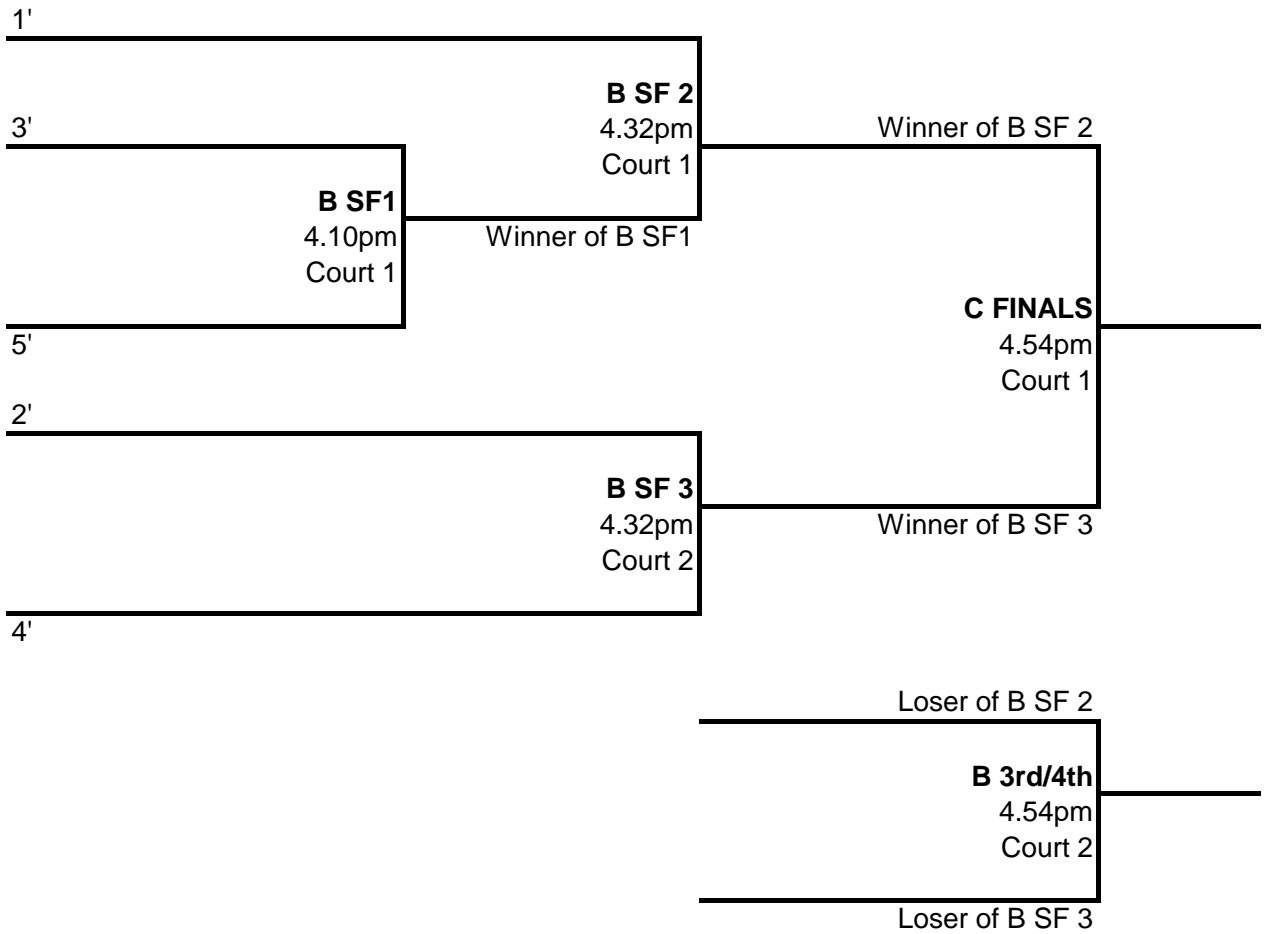 1'
B SF 2
4.32pm
Court 1
3'
Winner of B SF 2
B SF1
4.10pm
Court 1
Winner of B SF1
C FINALS
4.54pm
Court 1
5'
2'
B SF 3
4.32pm
Court 2
Winner of B SF 3
4'
Loser of B SF 2
B 3rd/4th
4.54pm
Court 2
Loser of B SF 3